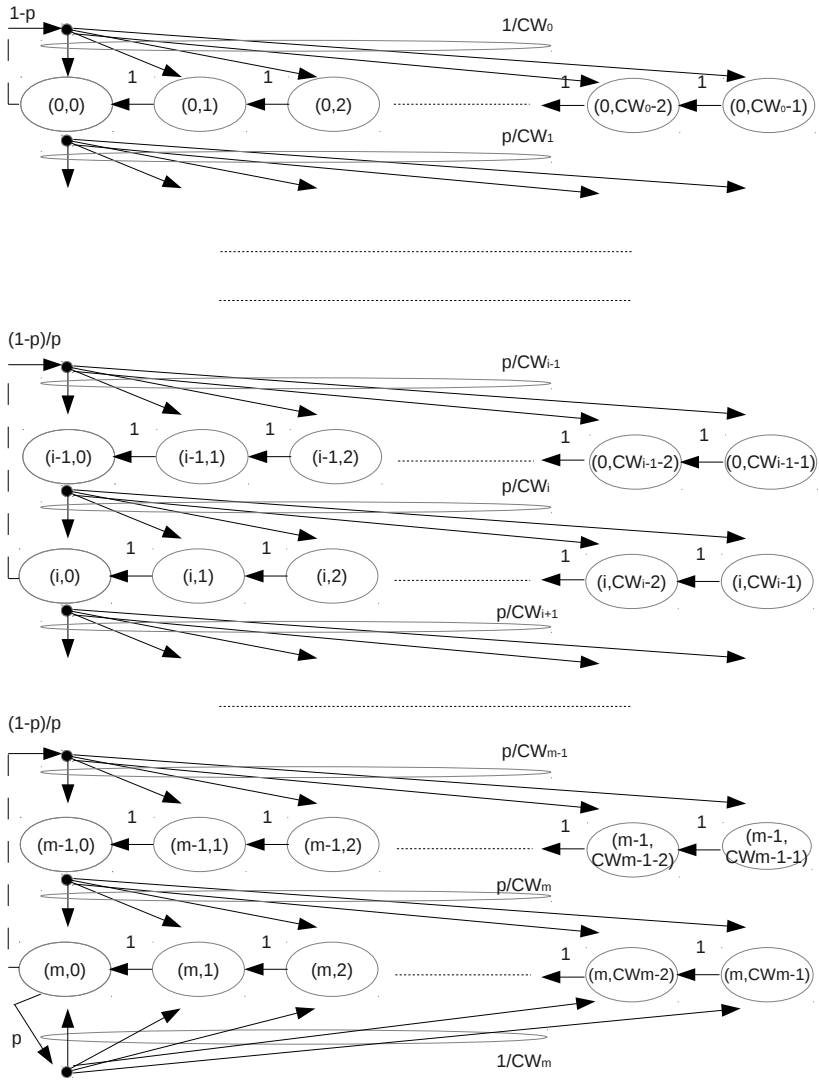 1-p
1/CW₀
1 1 1 1
(0,0) (0,1) (0,2) (0,CW₀-2) (0,CW₀-1)
p/CW₁
(1-p)/p
p/CWᵢ₋₁
1 1 1 1
(i-1,0) (i-1,1) (i-1,2) (0,CWᵢ₋₁-2) (0,CWᵢ₋₁-1)
p/CWᵢ
1 1 1 1
(i,0) (i,1) (i,2) (i,CWᵢ-2) (i,CWᵢ-1)
p/CWᵢ₊₁
(1-p)/p
p/CWₘ₋₁
1 1 1 1
(m-1,0) (m-1,1) (m-1,2) (m-1, (m-1,
CWm-1-2) CWm-1-1)
p/CWₘ
1 1 1 1
(m,0) (m,1) (m,2) (m,CWm-2) (m,CWm-1)
p
1/CWₘ